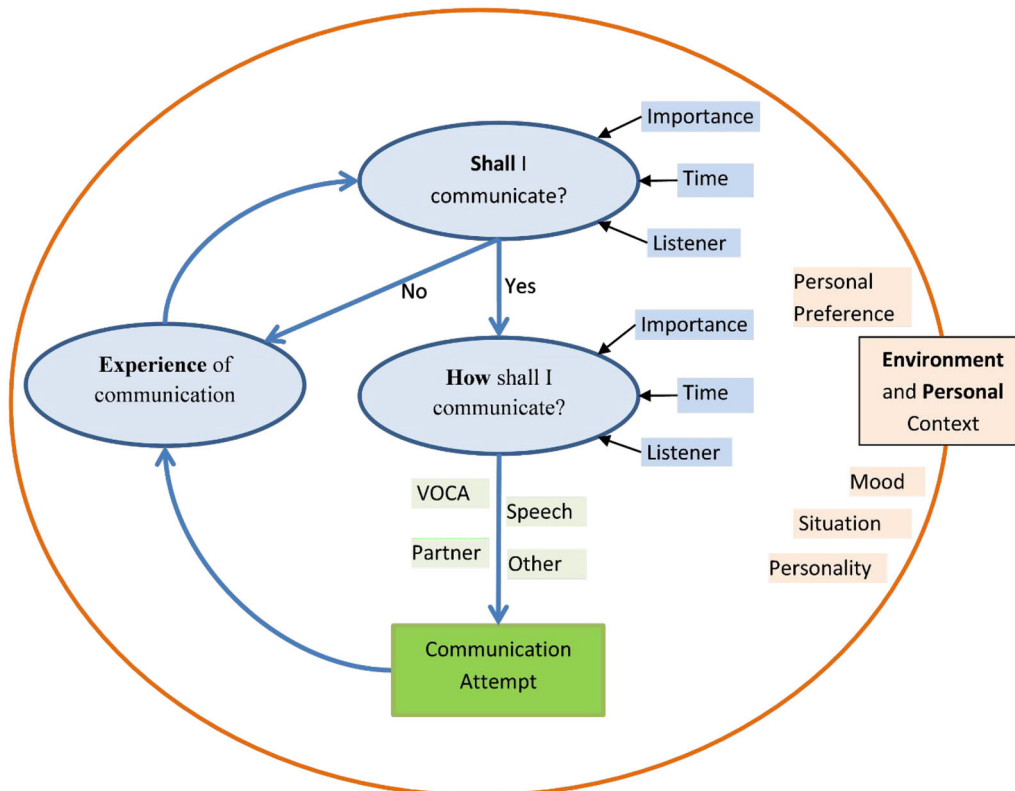 Importance
Shall I
communicate?
Time
Listener
No
Yes
Personal
Preference
Importance
Experience of
communication
How shall I
communicate?
Time
Listener
Environment
and Personal
Context
VOCA
Speech
Partner
Other
Mood
Situation
Personality
Communication
Attempt